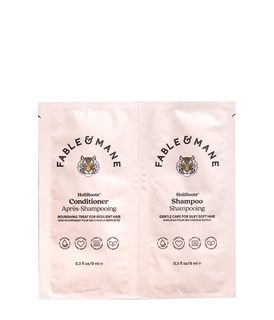 FABLE & MANE
HoliRoots™
Conditioner
Après-Shampooing
NOURISHING TREAT FOR RESILIENT HAIR
0.3 fl oz/9 ml ℮
FABLE & MANE
HoliRoots™
Shampoo
Shampooing
GENTLE CARE FOR SILKY SOFT HAIR
0.3 fl oz/9 ml ℮